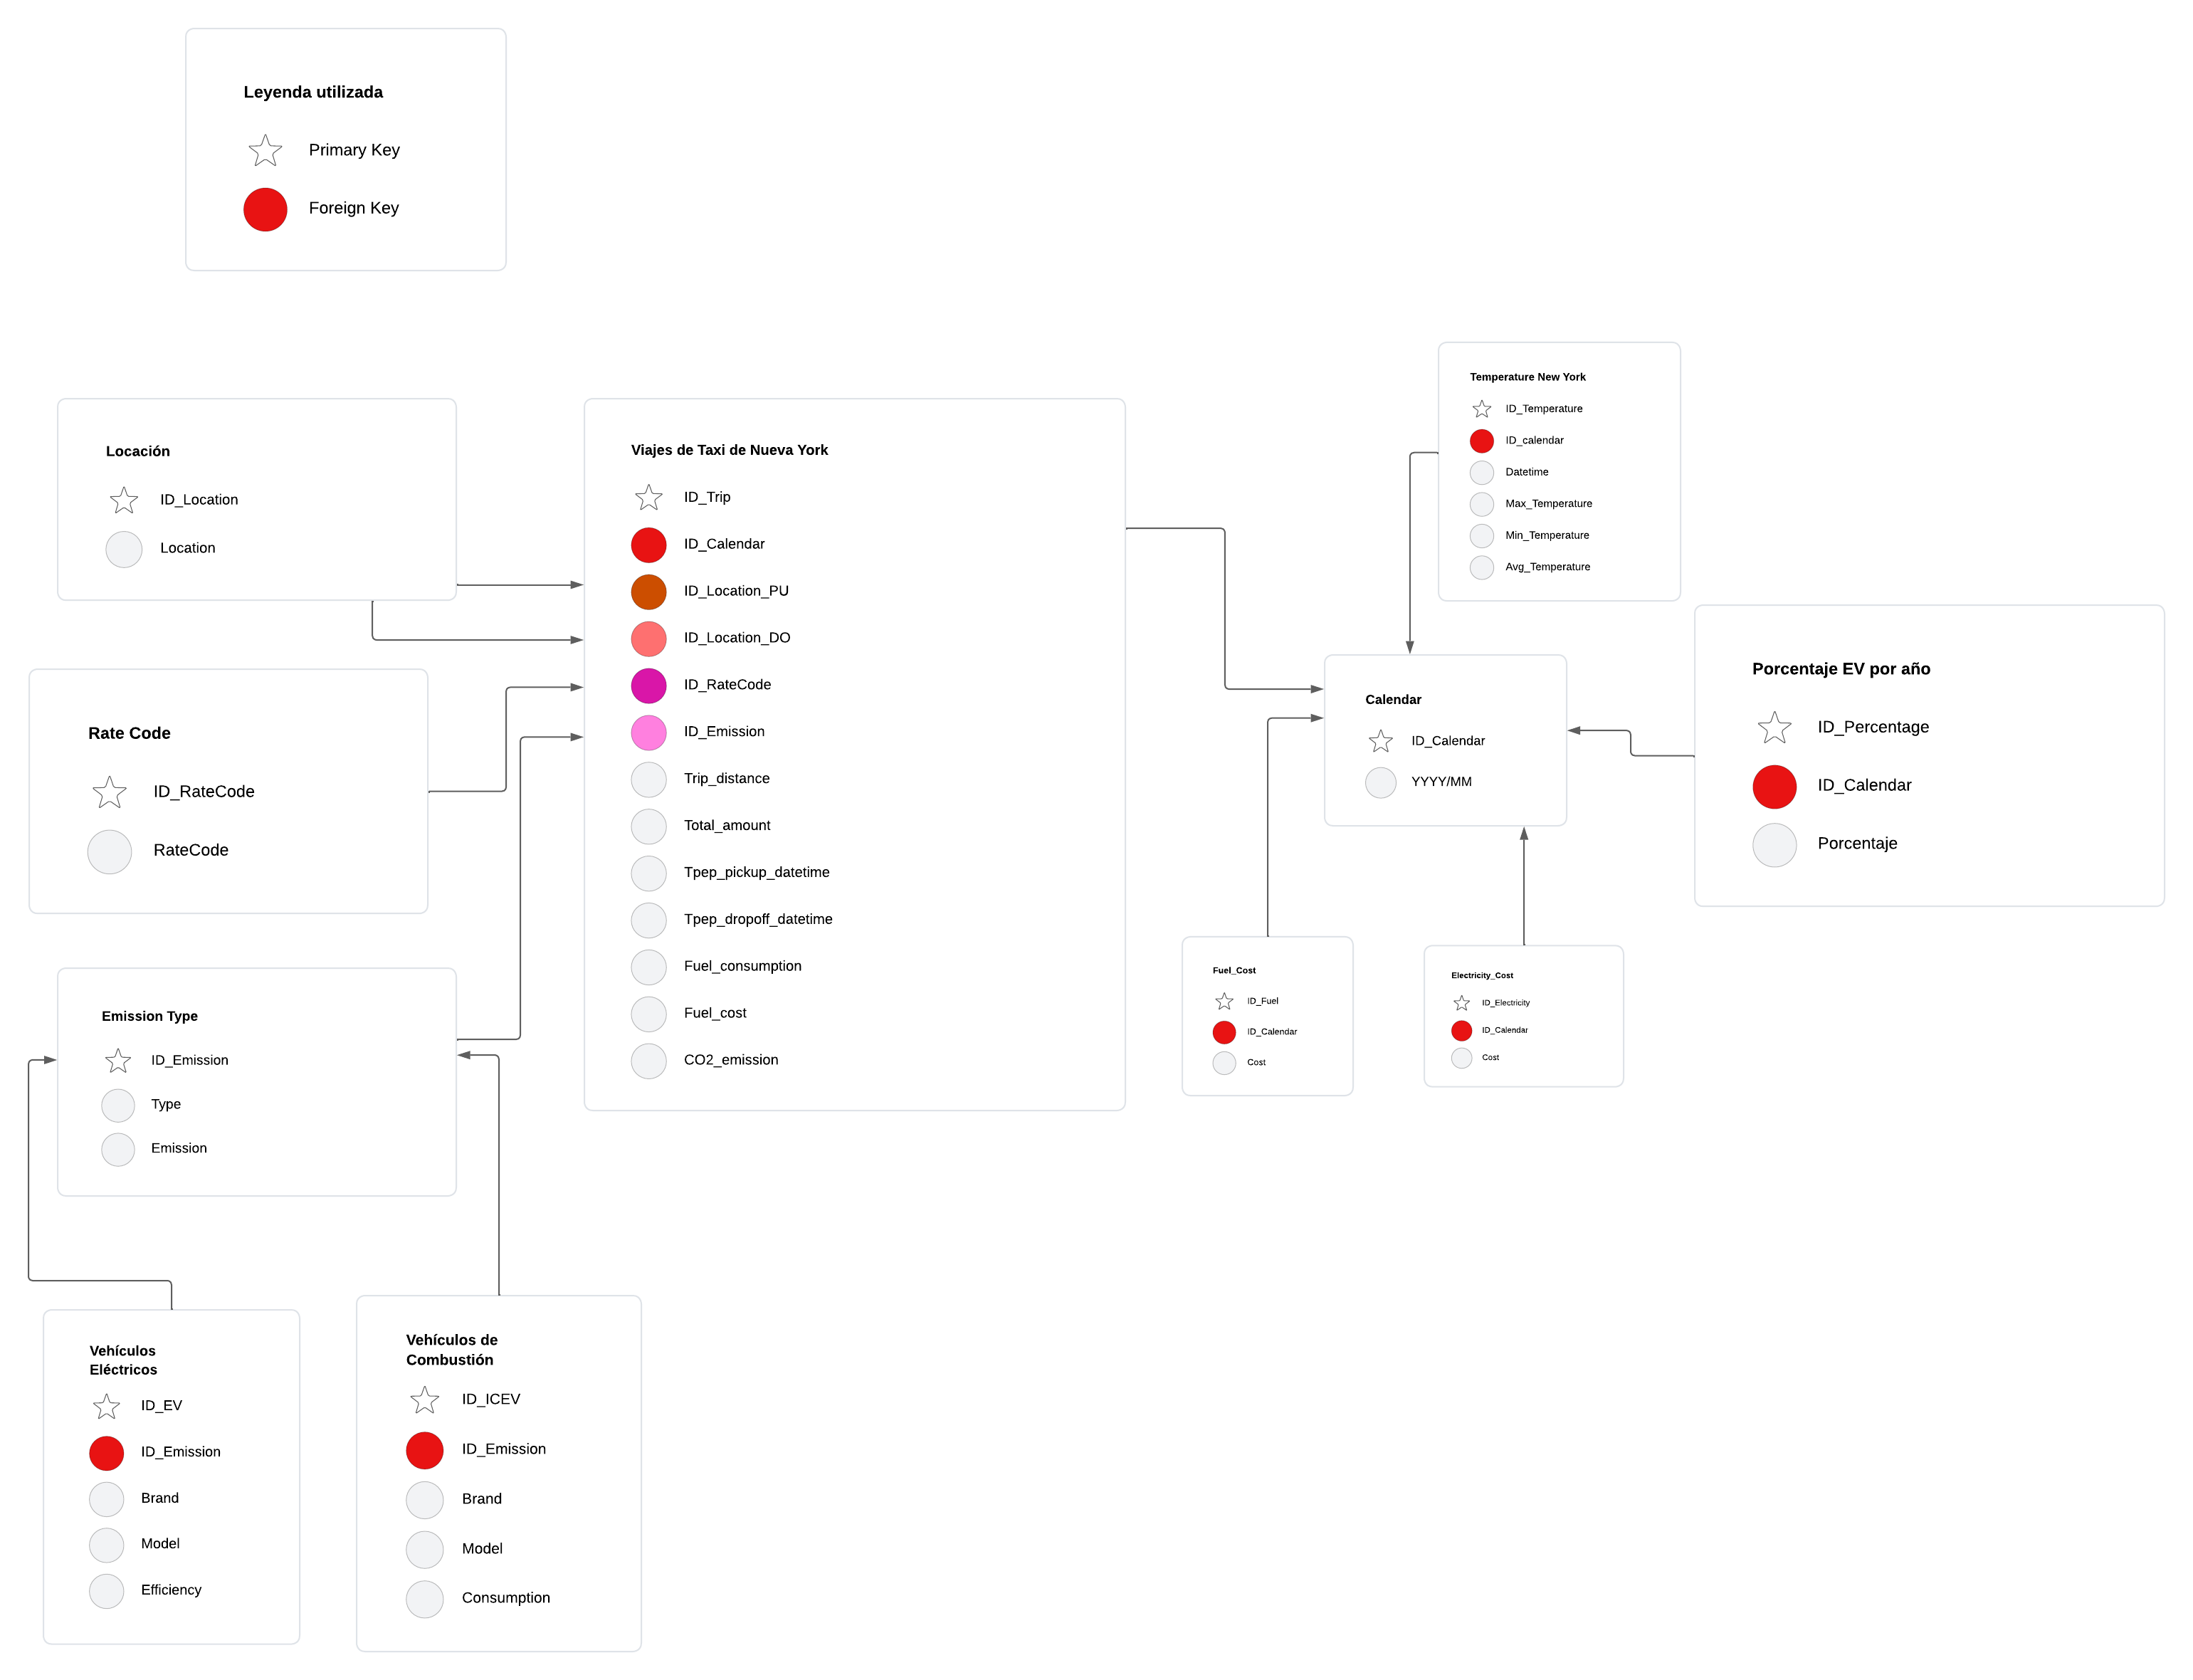 Leyenda utilizada
Primary Key
Foreign Key
Locación
ID_Location
Location
Rate Code
ID_RateCode
RateCode
Emission Type
ID_Emission
Type
Emission
Vehículos
Eléctricos
ID_EV
ID_Emission
Brand
Model
Efficiency
Vehículos de
Combustión
ID_ICEV
ID_Emission
Brand
Model
Consumption
Viajes de Taxi de Nueva York
ID_Trip
ID_Calendar
ID_Location_PU
ID_Location_DO
ID_RateCode
ID_Emission
Trip_distance
Total_amount
Tpep_pickup_datetime
Tpep_dropoff_datetime
Fuel_consumption
Fuel_cost
CO2_emission
Temperature New York
ID_Temperature
ID_calendar
Datetime
Max_Temperature
Min_Temperature
Avg_Temperature
Calendar
ID_Calendar
YYYY/MM
Porcentaje EV por año
ID_Percentage
ID_Calendar
Porcentaje
Fuel_Cost
ID_Fuel
ID_Calendar
Cost
Electricity_Cost
ID_Electricity
ID_Calendar
Cost